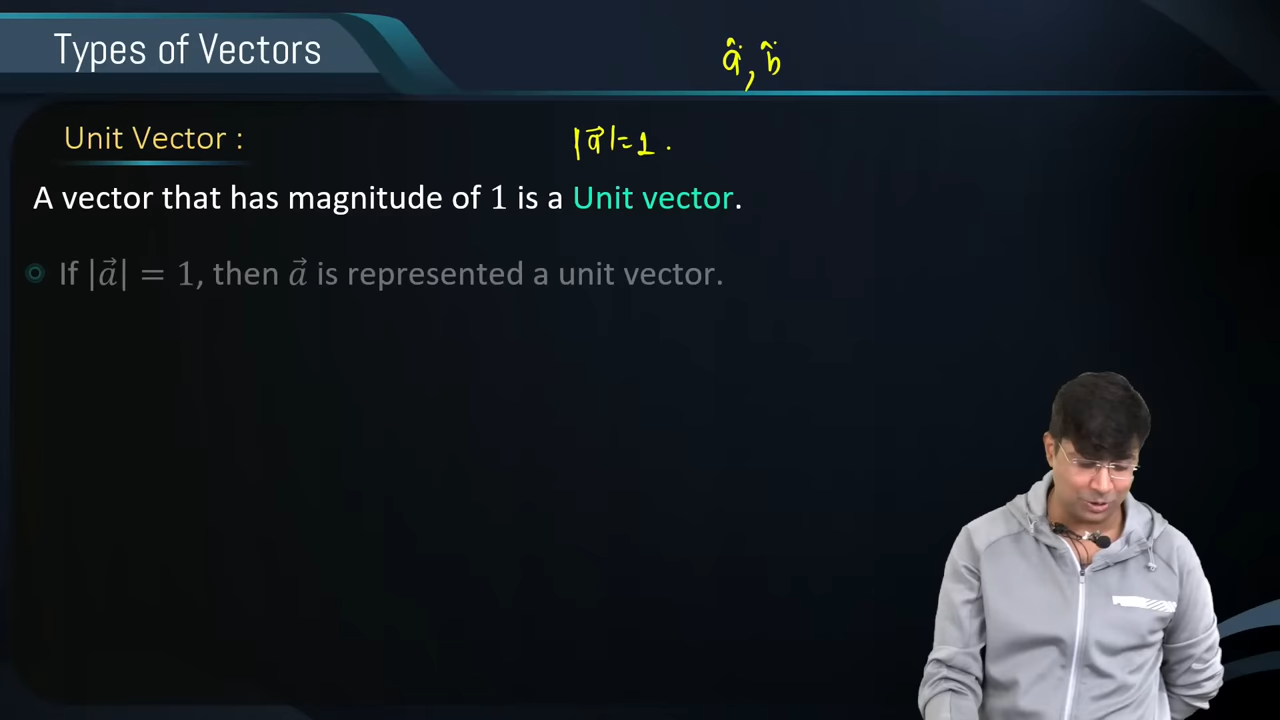 Types of Vectors
â, b̂
Unit Vector :
|a⃗|=1.
A vector that has magnitude of 1 is a Unit vector.
If |a⃗| = 1, then a⃗ is represented a unit vector.